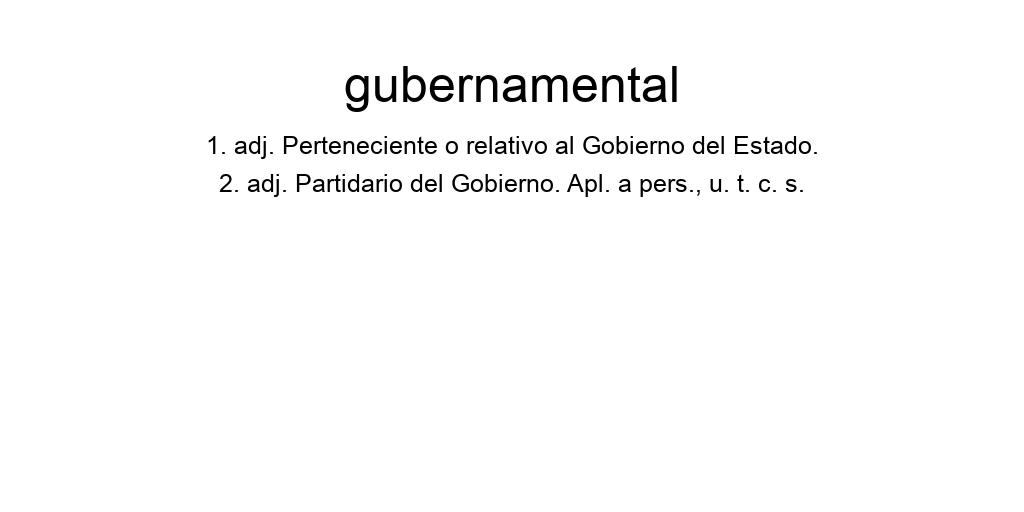 gubernamental
1. adj. Perteneciente o relativo al Gobierno del Estado.
2. adj. Partidario del Gobierno. Apl. a pers., u. t. c. s.